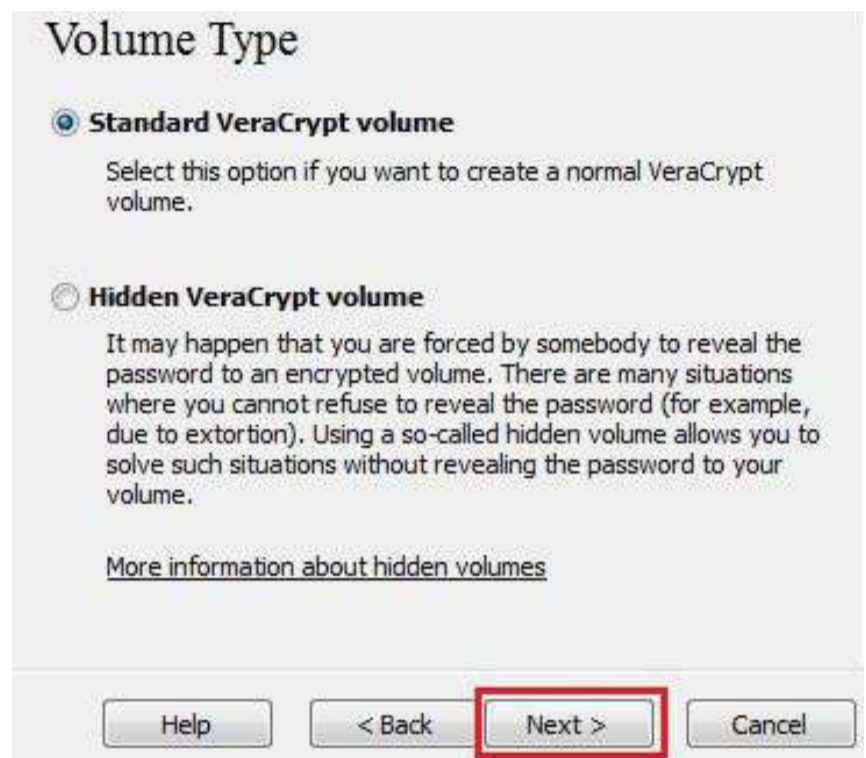 Volume Type
Standard VeraCrypt volume
Select this option if you want to create a normal VeraCrypt
volume.
Hidden VeraCrypt volume
It may happen that you are forced by somebody to reveal the
password to an encrypted volume. There are many situations
where you cannot refuse to reveal the password (for example,
due to extortion). Using a so-called hidden volume allows you to
solve such situations without revealing the password to your
volume.
More information about hidden volumes
Help < Back Next > Cancel